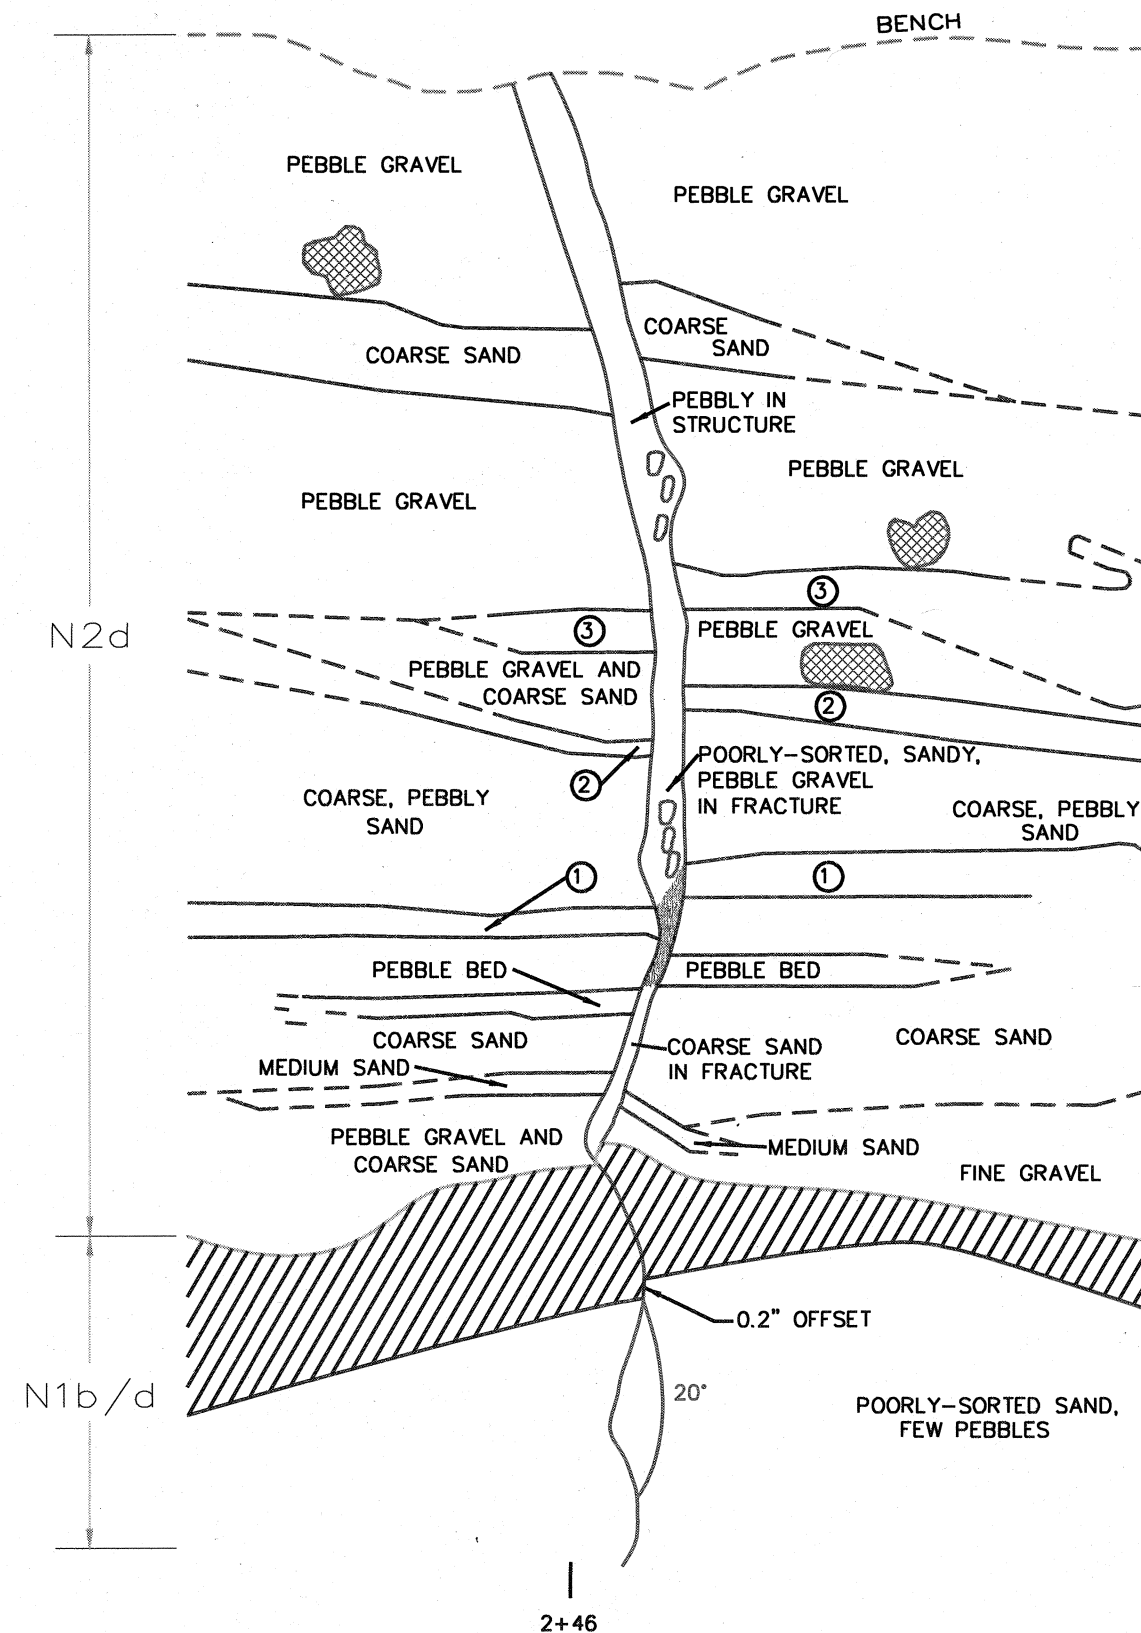 BENCH
PEBBLE GRAVEL
PEBBLE GRAVEL
COARSE
SAND
COARSE SAND
PEBBLY IN
STRUCTURE
PEBBLE GRAVEL
PEBBLE GRAVEL
3
N2d
3
PEBBLE GRAVEL
PEBBLE GRAVEL AND
COARSE SAND
2
POORLY-SORTED, SANDY,
PEBBLE GRAVEL
IN FRACTURE
2
COARSE, PEBBLY
SAND
COARSE, PEBBLY
SAND
1
1
PEBBLE BED
PEBBLE BED
COARSE SAND
COARSE SAND
COARSE SAND
IN FRACTURE
MEDIUM SAND
PEBBLE GRAVEL AND
COARSE SAND
MEDIUM SAND
FINE GRAVEL
0.2" OFFSET
N1b/d
20°
POORLY-SORTED SAND,
FEW PEBBLES
2+46